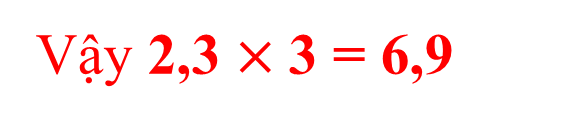 Vậy 2,3 × 3 = 6,9